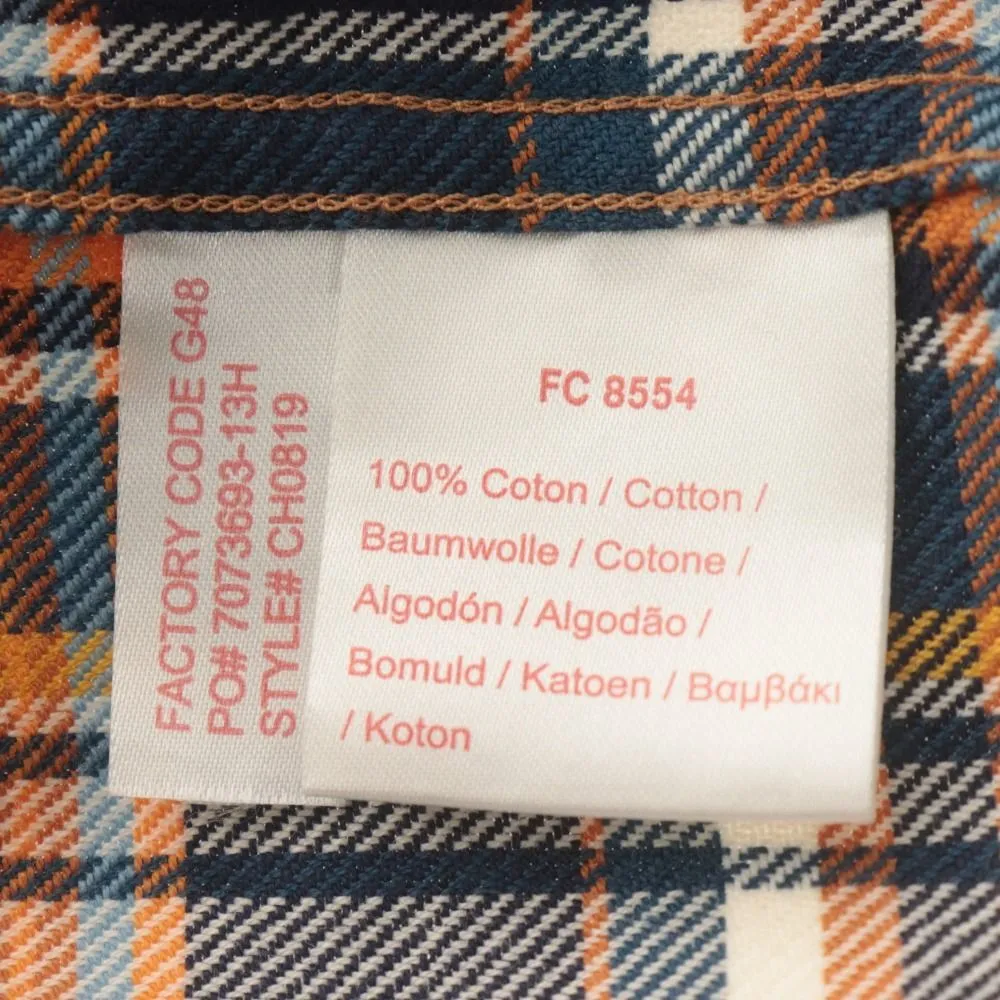 FACTORY CODE G48
PO# 7073693-13H
STYLE# CH0819
FC 8554
100% Coton / Cotton /
Baumwolle / Cotone /
Algodón / Algodão /
Bomuld / Katoen / Βαμβάκι
/ Koton